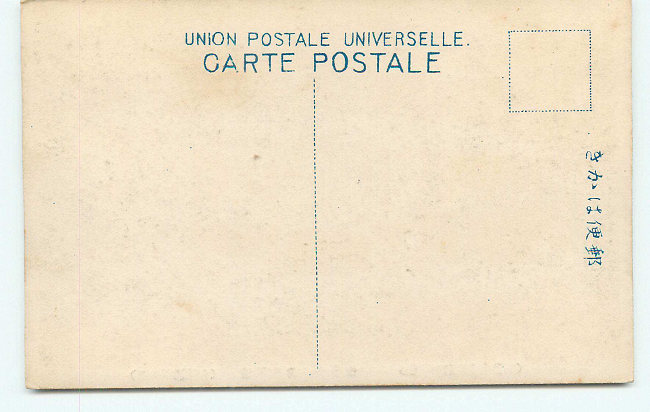 UNION POSTALE UNIVERSELLE.
CARTE POSTALE
郵便はかき